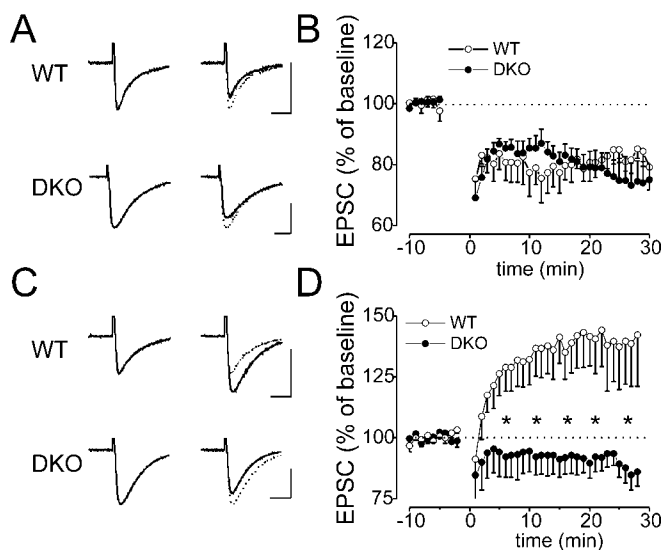 A
WT
DKO
B
EPSC (% of baseline)
120
100
80
60
WT
DKO
-10 0 10 20 30
time (min)
C
WT
DKO
D
EPSC (% of baseline)
150
125
100
75
WT
DKO
* * * * *
-10 0 10 20 30
time (min)